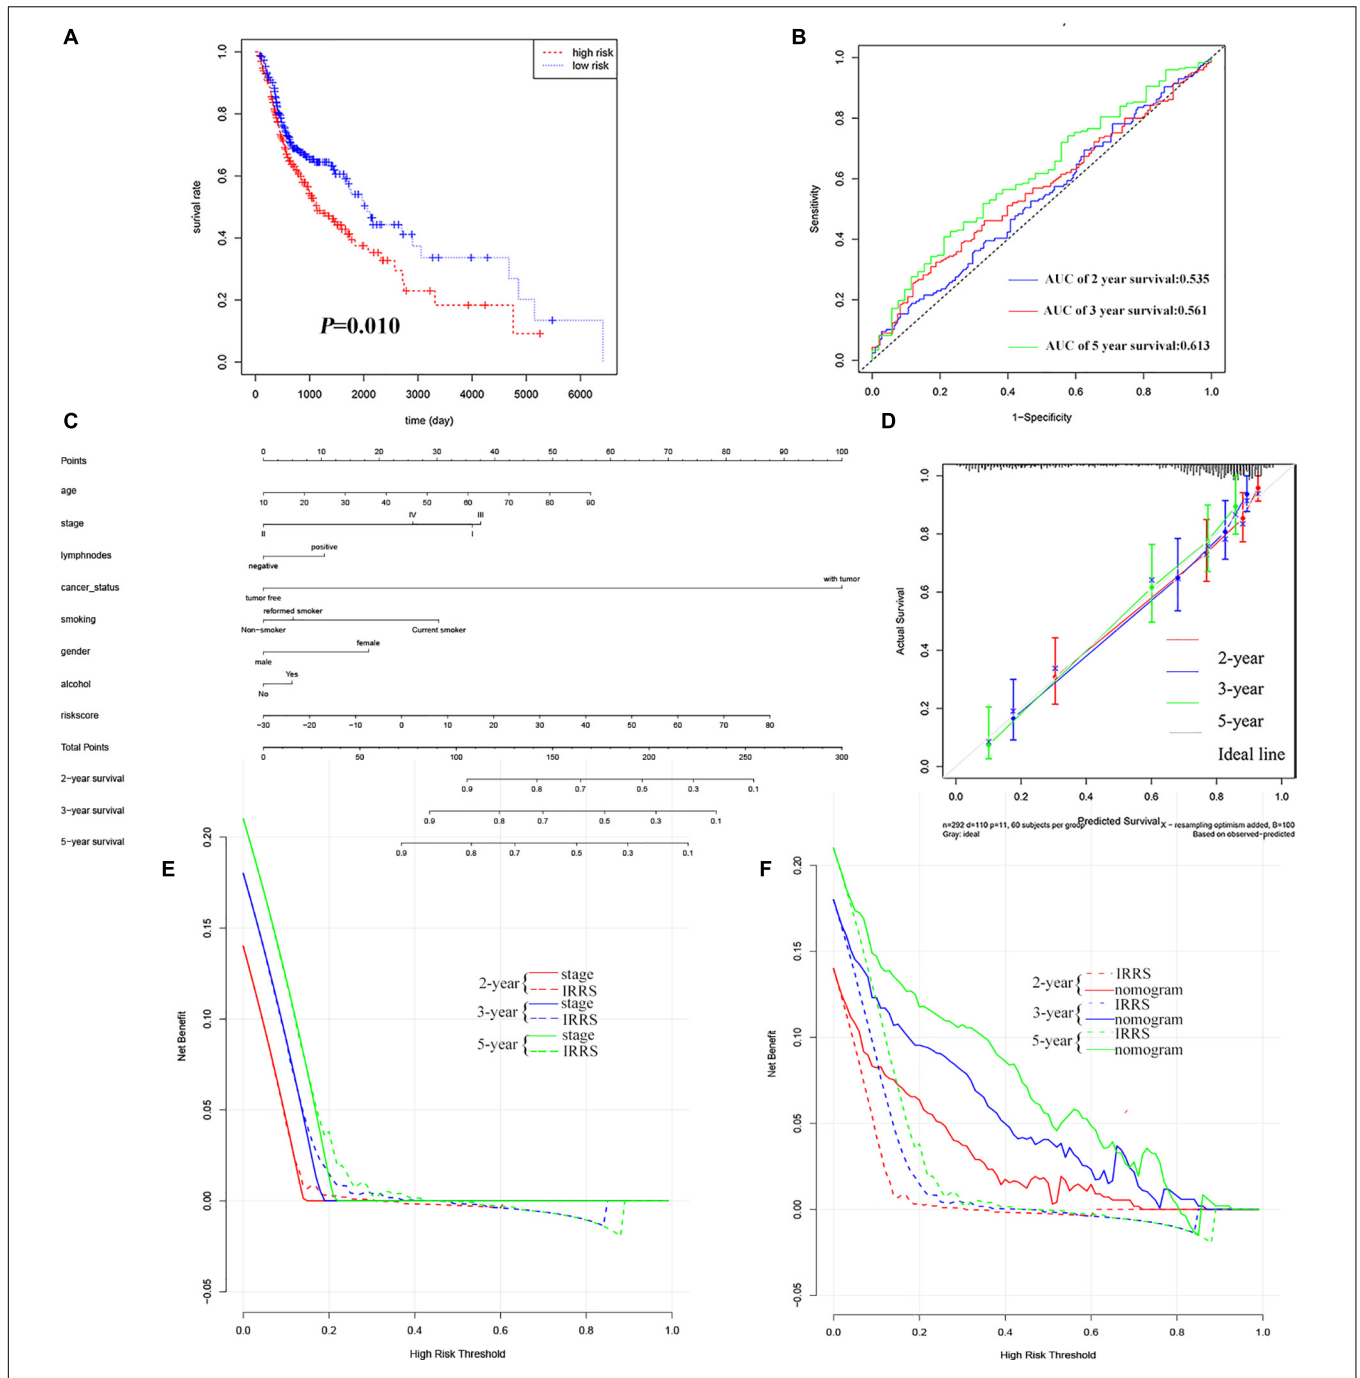 A
high risk
low risk
1.0
0.8
0.6
0.4
0.2
0.0
surival rate
P=0.010
0 1000 2000 3000 4000 5000 6000
time (day)
B
1.0
0.8
0.6
0.4
0.2
0.0
Sensitivity
AUC of 2 year survival:0.535
AUC of 3 year survival:0.561
AUC of 5 year survival:0.613
0.0 0.2 0.4 0.6 0.8 1.0
1−Specificity
C
Points
0 10 20 30 40 50 60 70 80 90 100
age
10 20 30 40 50 60 70 80 90
stage
IV III
II I
lymphnodes
positive
negative
cancer_status
with tumor
tumor free
smoking
reformed smoker
Non−smoker Current smoker
gender
female
male
alcohol
Yes
No
riskscore
−30 −20 −10 0 10 20 30 40 50 60 70 80
Total Points
0 50 100 150 200 250 300
2−year survival
0.9 0.8 0.7 0.5 0.3 0.1
3−year survival
0.9 0.8 0.7 0.5 0.3 0.1
5−year survival
0.9 0.8 0.7 0.5 0.3 0.1
D
1.0
0.8
0.6
0.4
0.2
0.0
Actual Survival
2-year
3-year
5-year
Ideal line
0.0 0.2 0.4 0.6 0.8 1.0
Predicted Survival
n=292 d=110 p=11, 60 subjects per group
Gray: ideal
X − resampling optimism added, B=100
Based on observed−predicted
E
0.20
0.15
0.10
0.05
0.00
−0.05
Net Benefit
2-year { stage
IRRS
3-year { stage
IRRS
5-year { stage
IRRS
0.0 0.2 0.4 0.6 0.8 1.0
High Risk Threshold
F
0.20
0.15
0.10
0.05
0.00
−0.05
Net Benefit
2-year { IRRS
nomogram
3-year { IRRS
nomogram
5-year { IRRS
nomogram
0.0 0.2 0.4 0.6 0.8 1.0
High Risk Threshold